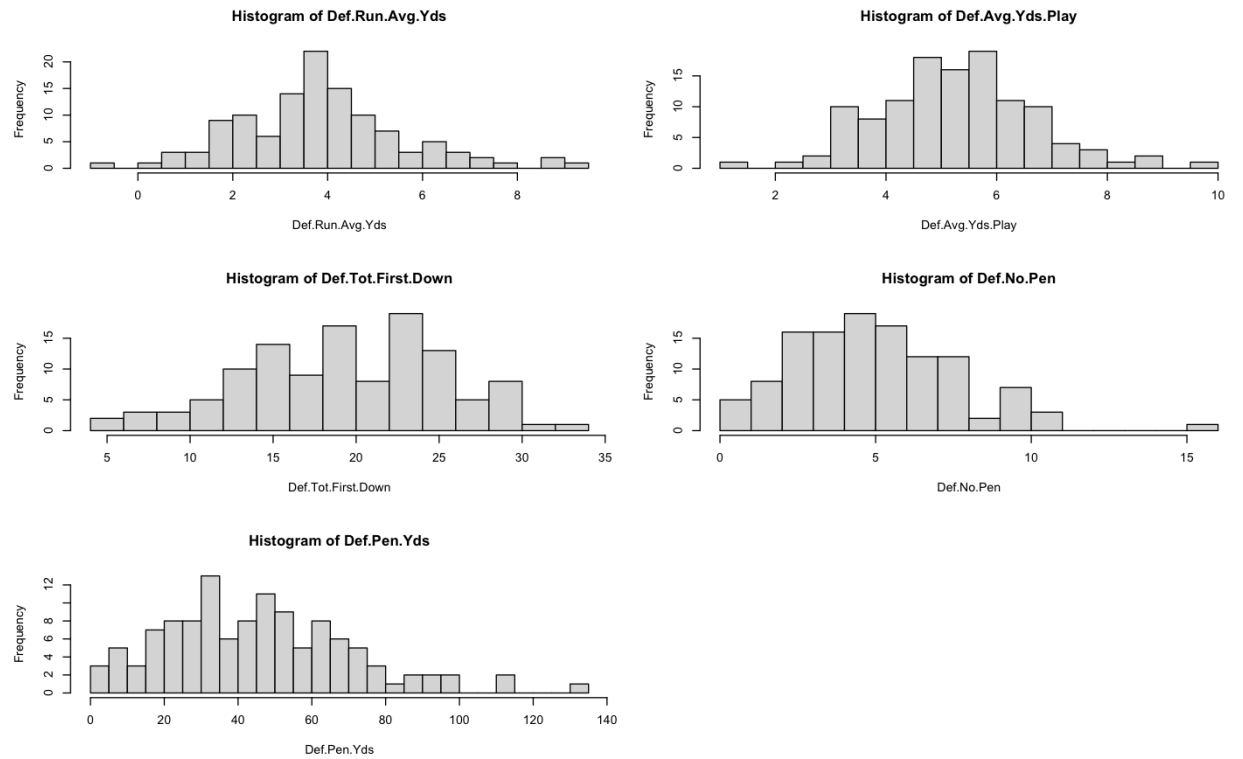 Histogram of Def.Run.Avg.Yds
Frequency
0 5 10 15 20
0 2 4 6 8
Def.Run.Avg.Yds
Histogram of Def.Avg.Yds.Play
Frequency
0 5 10 15
2 4 6 8 10
Def.Avg.Yds.Play
Histogram of Def.Tot.First.Down
Frequency
0 5 10 15
5 10 15 20 25 30 35
Def.Tot.First.Down
Histogram of Def.No.Pen
Frequency
0 5 10 15
0 5 10 15
Def.No.Pen
Histogram of Def.Pen.Yds
Frequency
0 2 4 6 8 12
0 20 40 60 80 100 120 140
Def.Pen.Yds